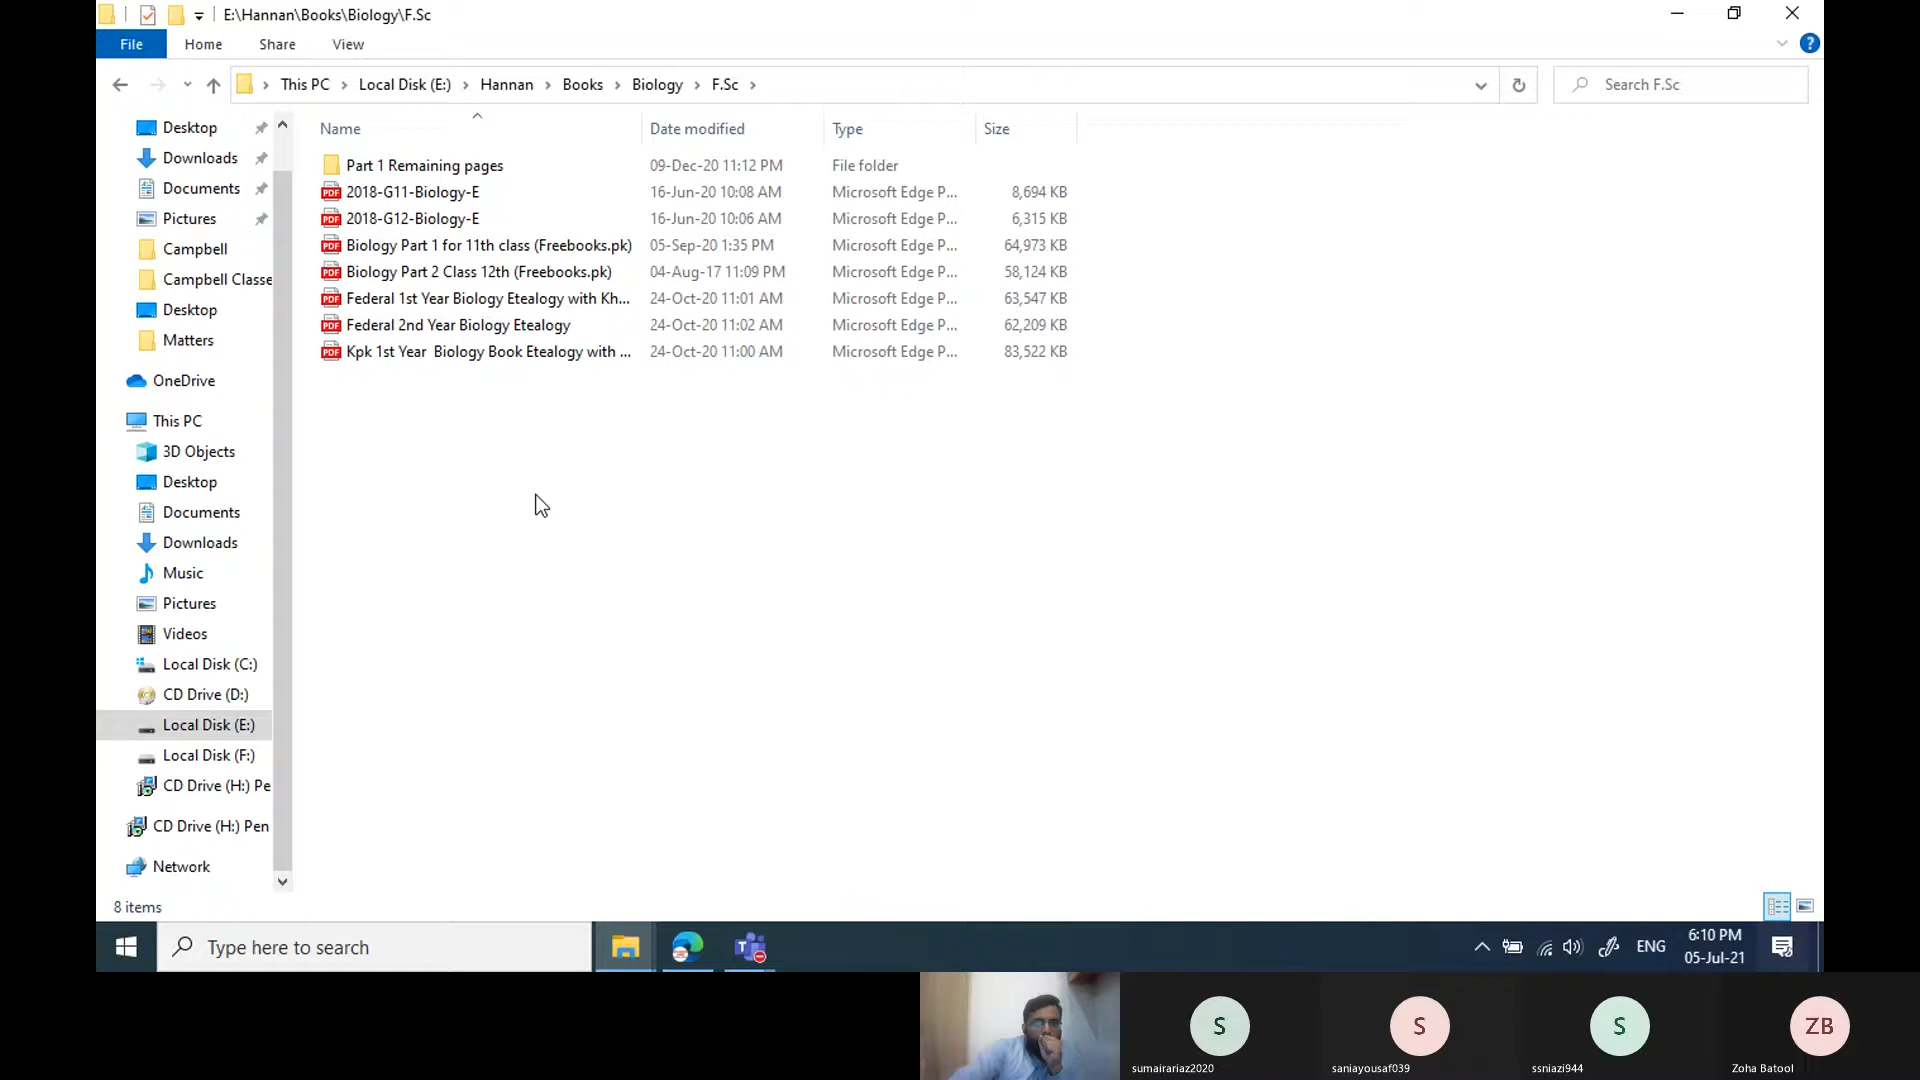 E:\Hannan\Books\Biology\F.Sc
File Home Share View
This PC Local Disk (E:) Hannan Books Biology F.Sc
Search F.Sc
Name Date modified Type Size
Part 1 Remaining pages 09-Dec-20 11:12 PM File folder
2018-G11-Biology-E 16-Jun-20 10:08 AM Microsoft Edge P... 8,694 KB
2018-G12-Biology-E 16-Jun-20 10:06 AM Microsoft Edge P... 6,315 KB
Biology Part 1 for 11th class (Freebooks.pk) 05-Sep-20 1:35 PM Microsoft Edge P... 64,973 KB
Biology Part 2 Class 12th (Freebooks.pk) 04-Aug-17 11:09 PM Microsoft Edge P... 58,124 KB
Federal 1st Year Biology Etealogy with Kh... 24-Oct-20 11:01 AM Microsoft Edge P... 63,547 KB
Federal 2nd Year Biology Etealogy 24-Oct-20 11:02 AM Microsoft Edge P... 62,209 KB
Kpk 1st Year Biology Book Etealogy with ... 24-Oct-20 11:00 AM Microsoft Edge P... 83,522 KB
Desktop
Downloads
Documents
Pictures
Campbell
Campbell Classe
Desktop
Matters
OneDrive
This PC
3D Objects
Desktop
Documents
Downloads
Music
Pictures
Videos
Local Disk (C:)
CD Drive (D:)
Local Disk (E:)
Local Disk (F:)
CD Drive (H:) Pe
CD Drive (H:) Pen
Network
8 items
Type here to search
ENG
6:10 PM
05-Jul-21
S S S ZB
sumairariaz2020 saniayousaf039 ssniazi944 Zoha Batool